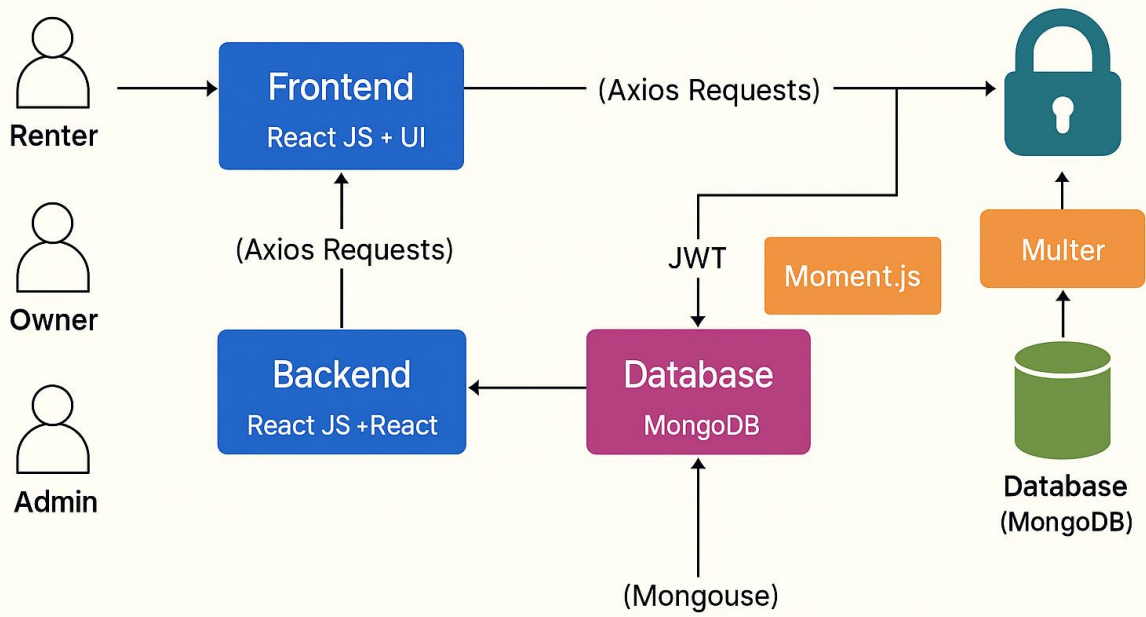 Renter
Frontend
React JS + UI
(Axios Requests)
(Axios Requests)
Owner
JWT
Moment.js
Multer
Backend
React JS +React
Database
MongoDB
Admin
Database
(MongoDB)
(Mongouse)